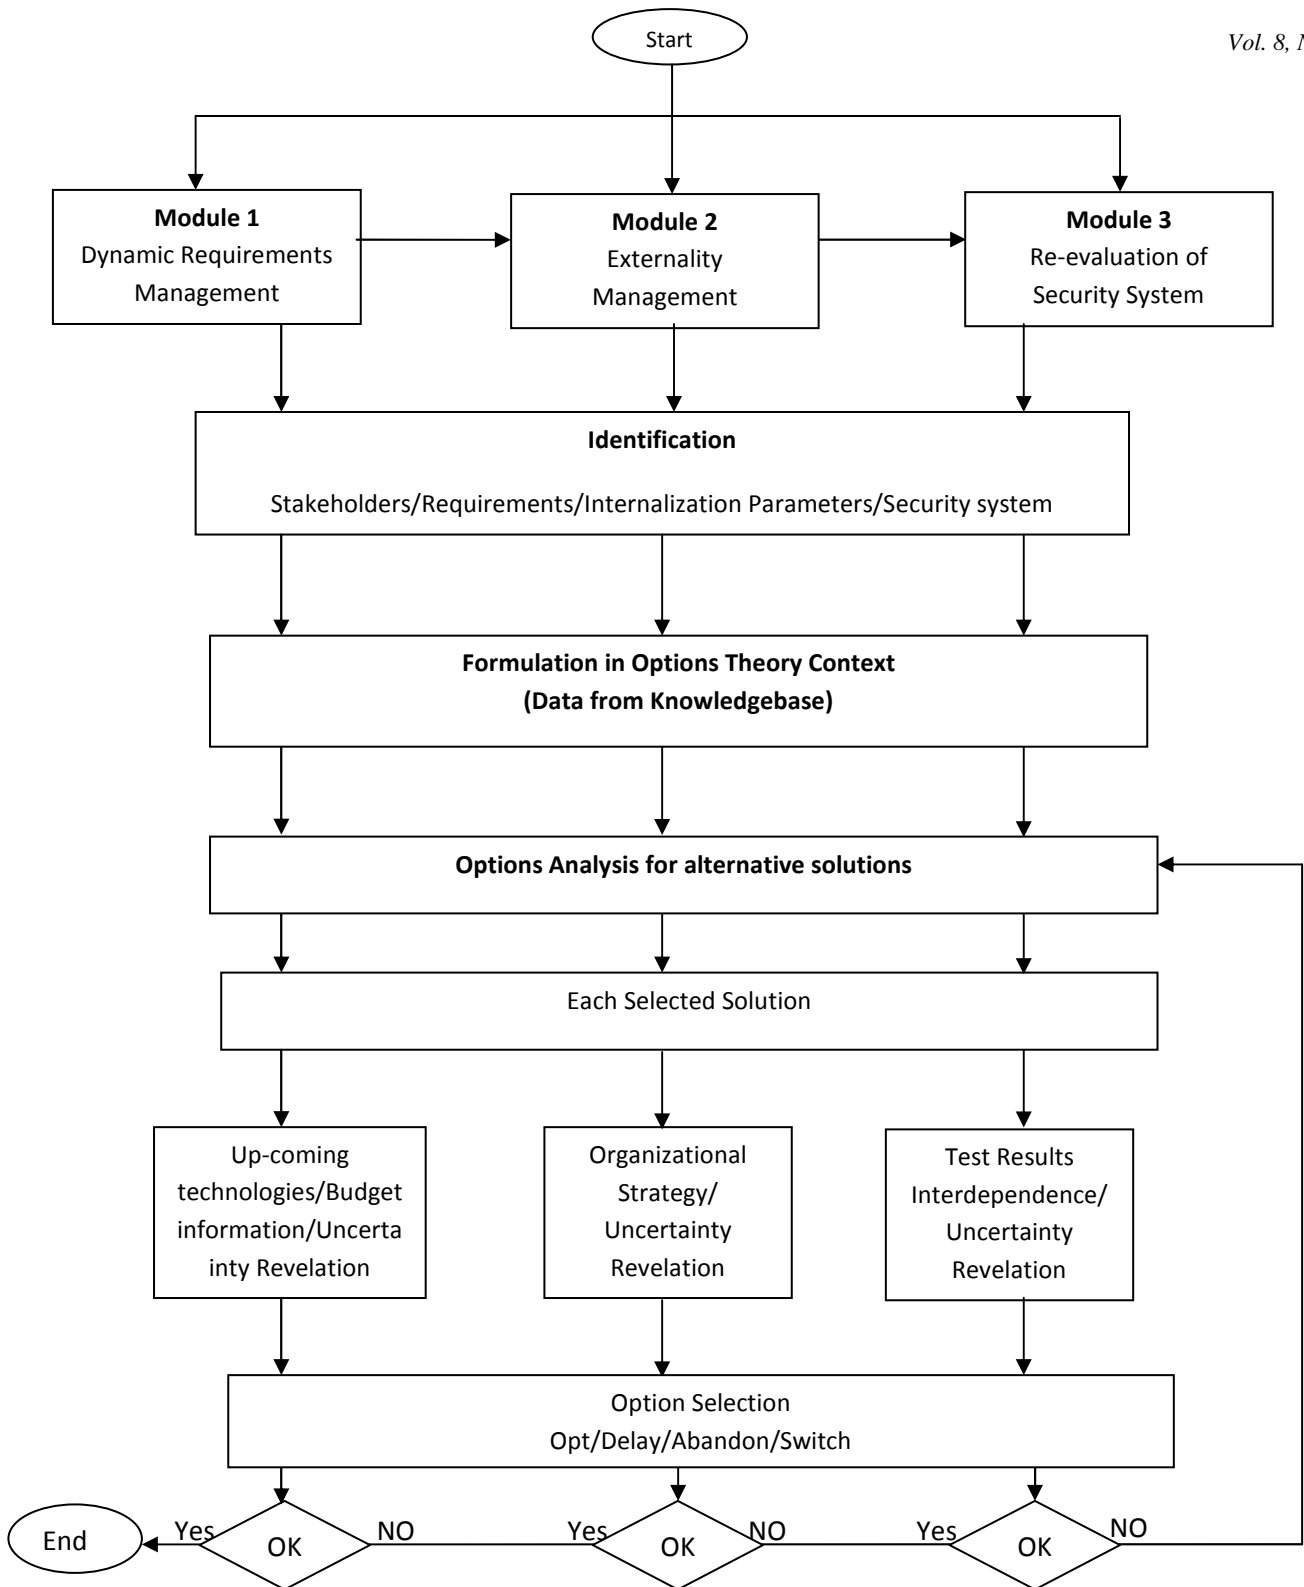 Start
Vol. 8, N
Module 1
Dynamic Requirements
Management
Module 2
Externality
Management
Module 3
Re-evaluation of
Security System
Identification
Stakeholders/Requirements/Internalization Parameters/Security system
Formulation in Options Theory Context
(Data from Knowledgebase)
Options Analysis for alternative solutions
Each Selected Solution
Up-coming
technologies/Budget
information/Uncerta
inty Revelation
Organizational
Strategy/
Uncertainty
Revelation
Test Results
Interdependence/
Uncertainty
Revelation
Option Selection
Opt/Delay/Abandon/Switch
End
Yes
OK
NO
Yes
OK
NO
Yes
OK
NO